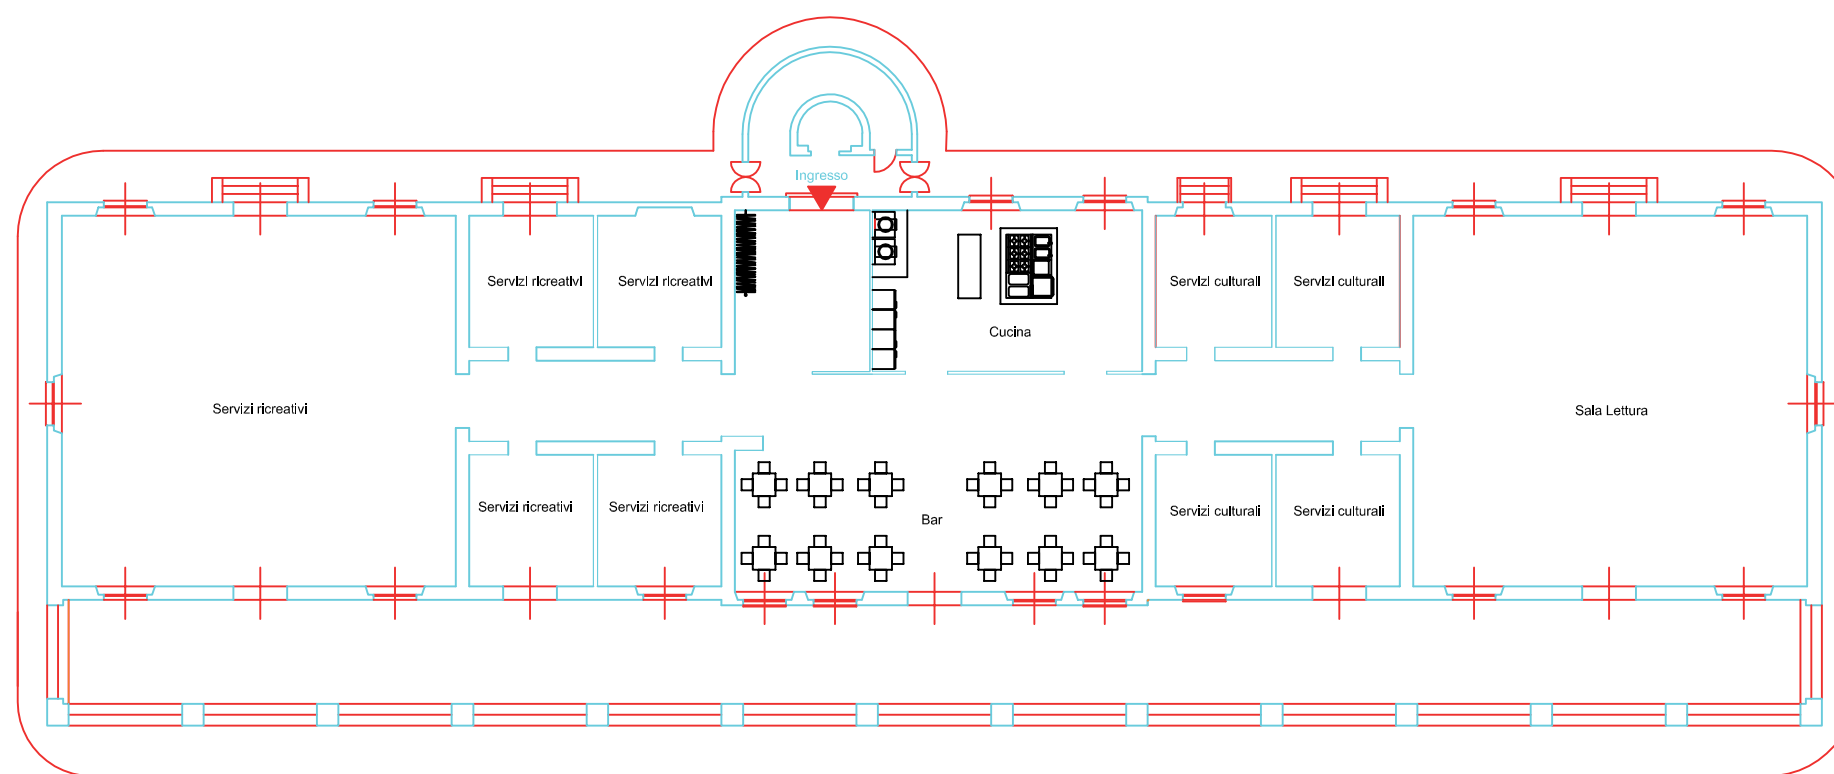 Ingresso
Servizi ricreativi
Servizi ricreativi
Servizi culturali
Servizi culturali
Cucina
Servizi ricreativi
Sala Lettura
Servizi ricreativi
Servizi ricreativi
Bar
Servizi culturali
Servizi culturali